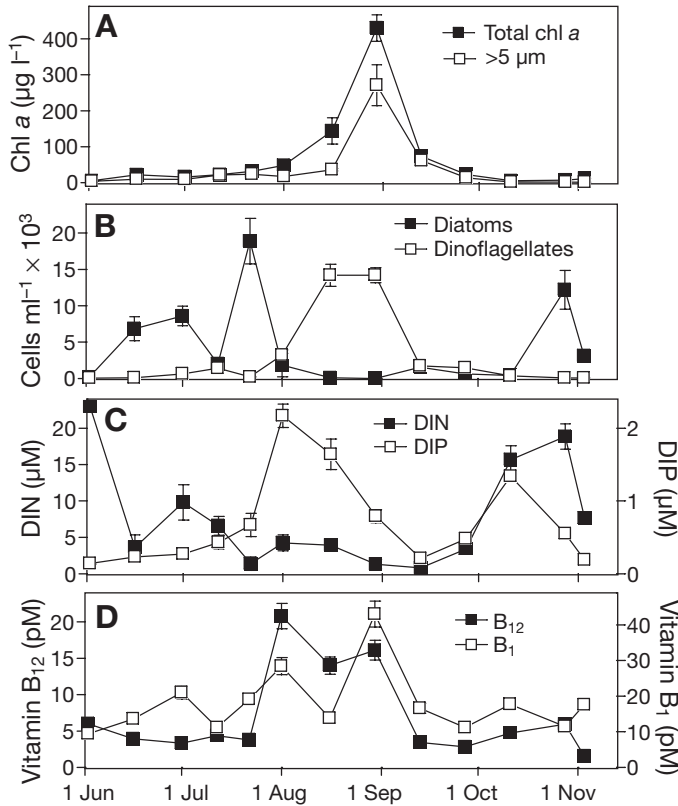 A
Chl a (µg l⁻¹)
400
300
200
100
0
Total chl a
>5 µm
B
Cells ml⁻¹ × 10³
20
15
10
5
0
Diatoms
Dinoflagellates
C
DIN
(µM)
20
15
10
5
0
DIN
DIP
2
1
0
DIP
(µM)
D
Vitamin B₁₂ (pM)
20
15
10
5
0
B₁₂
B₁
40
30
20
10
0
Vitamin B₁
(pM)
1 Jun 1 Jul 1 Aug 1 Sep 1 Oct 1 Nov